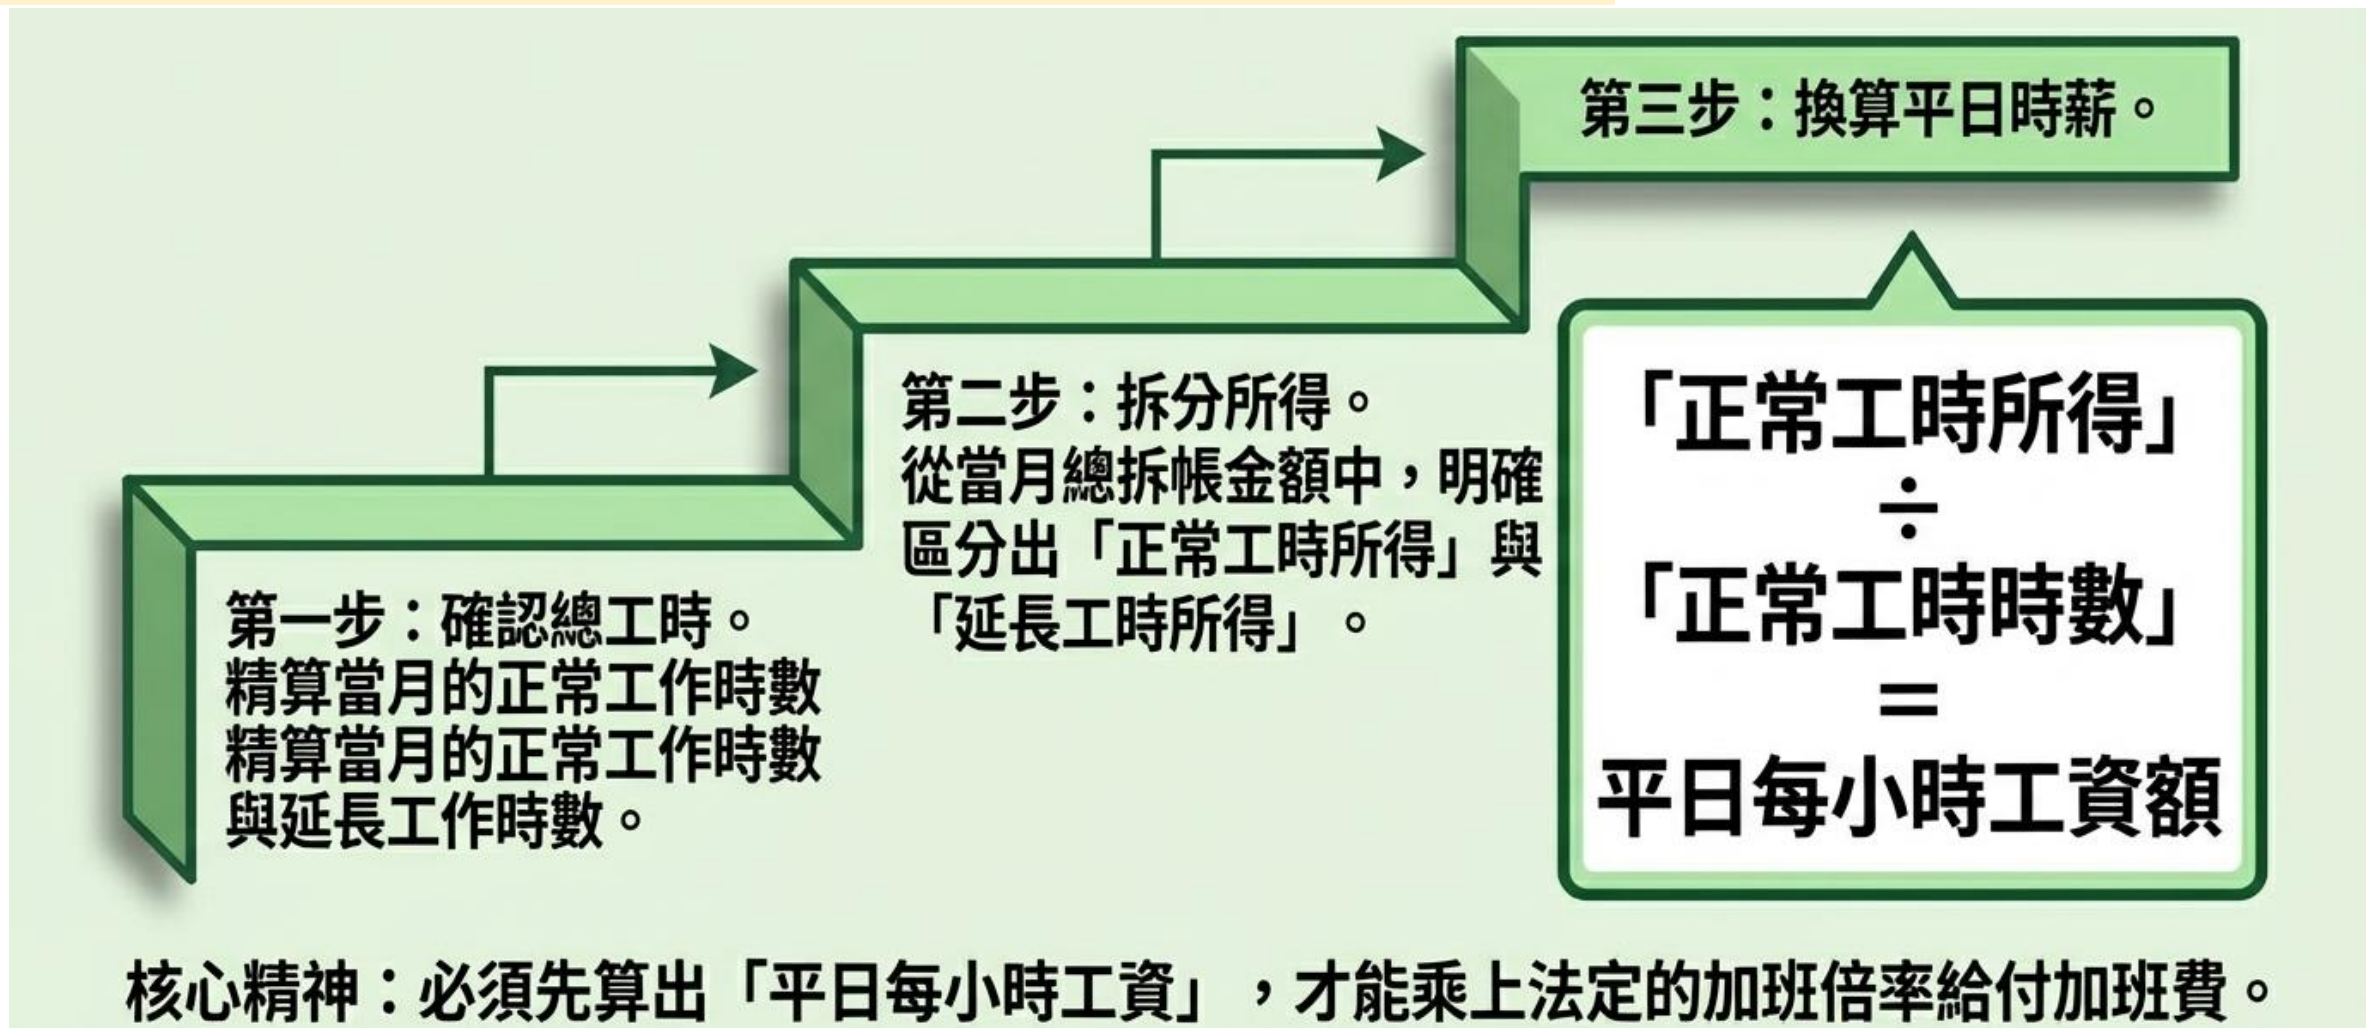 第一步：確認總工時。
精算當月的正常工作時數
精算當月的正常工作時數
與延長工作時數。
第二步：拆分所得。
從當月總拆帳金額中，明確
區分出「正常工時所得」與
「延長工時所得」。
第三步：換算平日時薪。
「正常工時所得」
÷
「正常工時時數」
=
平日每小時工資額
核心精神：必須先算出「平日每小時工資」，才能乘上法定的加班倍率給付加班費。